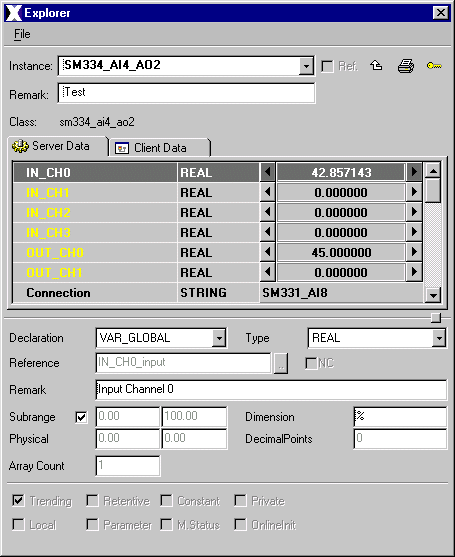 Explorer
File
Instance: SM334_AI4_AO2 Ref.
Remark: Test
Class: sm334_ai4_ao2
Server Data Client Data
IN_CH0 REAL 42.857143
IN_CH1 REAL 0.000000
IN_CH2 REAL 0.000000
IN_CH3 REAL 0.000000
OUT_CH0 REAL 45.000000
OUT_CH1 REAL 0.000000
Connection STRING SM331_AI8
Declaration VAR_GLOBAL Type REAL
Reference IN_CH0_input .. NC
Remark Input Channel 0
Subrange 0.00 100.00 Dimension %
Physical 0.00 0.00 DecimalPoints 0
Array Count 1
Trending Retentive Constant Private
Local Parameter M.Status OnlineInit